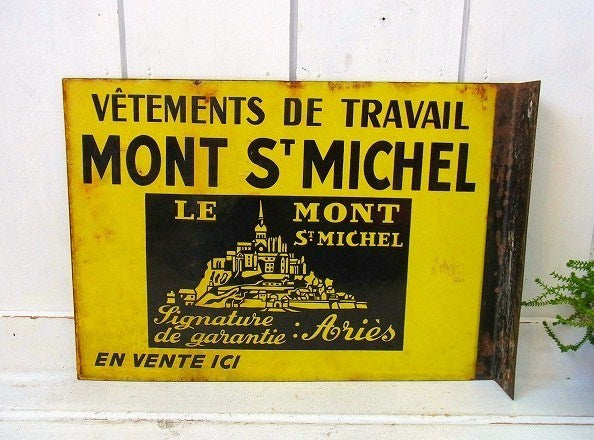 VÊTEMENTS DE TRAVAIL
MONT ST MICHEL
LE MONT
ST MICHEL
Signature
de garantie : Ariès
EN VENTE ICI